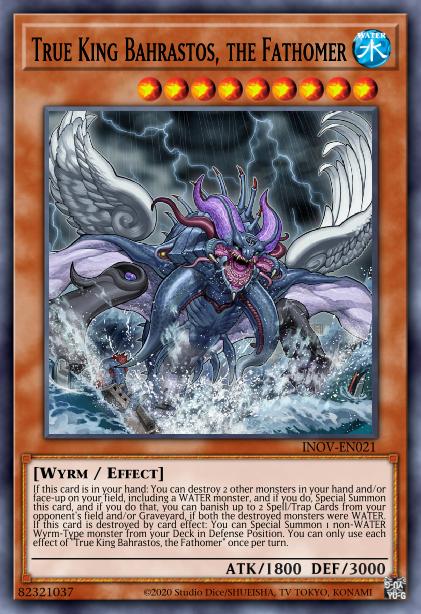 TRUE KING BAHRASTOS, THE FATHOMER
WATER
水
INOV-EN021
[WYRM / EFFECT]
If this card is in your hand: You can destroy 2 other monsters in your hand and/or
face-up on your field, including a WATER monster, and if you do, Special Summon
this card, and if you do that, you can banish up to 2 Spell/Trap Cards from your
opponent's field and/or Graveyard, if both the destroyed monsters were WATER.
If this card is destroyed by card effect: You can Special Summon 1 non-WATER
Wyrm-Type monster from your Deck in Defense Position. You can only use each
effect of "True King Bahrastos, the Fathomer" once per turn.
ATK/1800 DEF/3000
82321037
©2020 Studio Dice/SHUEISHA, TV TOKYO, KONAMI